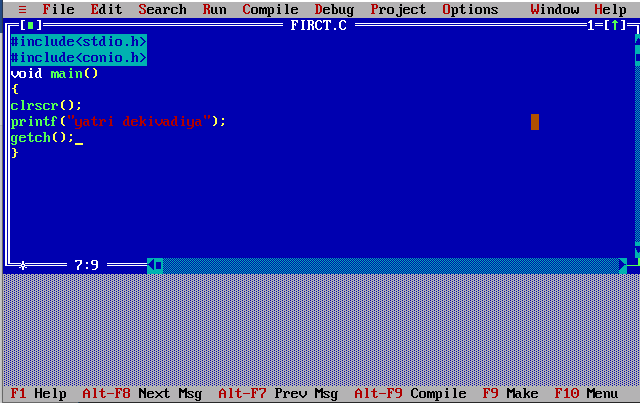 ≡ File Edit Search Run Compile Debug Project Options Window Help
[■] FIRCT.C 1=[↑]
#include<stdio.h>
#include<conio.h>
void main()
{
clrscr();
printf("yatri dekivadiya");
getch();_
}
7:9
F1 Help Alt-F8 Next Msg Alt-F7 Prev Msg Alt-F9 Compile F9 Make F10 Menu